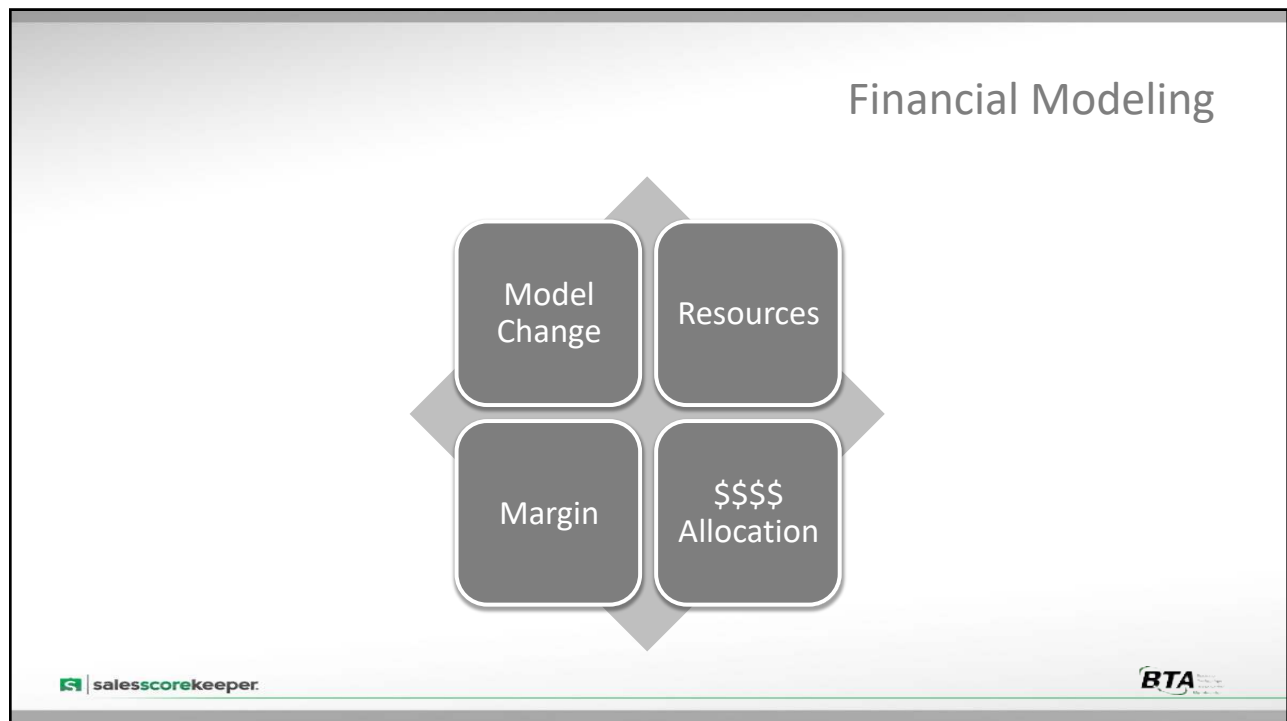 Financial Modeling
Model
Change
Resources
Margin
$$$$
Allocation
salesscorekeeper.
BTA